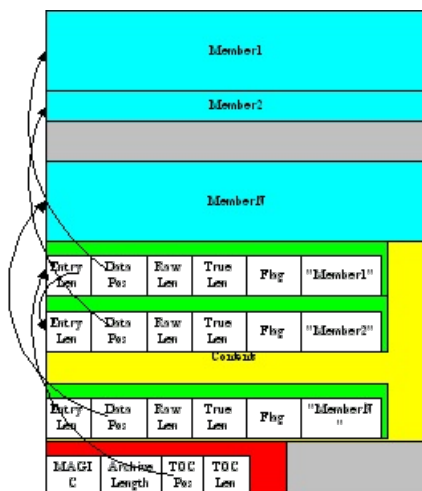 Member1
Member2
MemberN
Entry Len Data Pos Raw Len True Len Flag "Member1"
Entry Len Data Pos Raw Len True Len Flag "Member2"
Contents
Entry Len Data Pos Raw Len True Len Flag "MemberN"
MAGIC Archive Length TOC Pos TOC Len